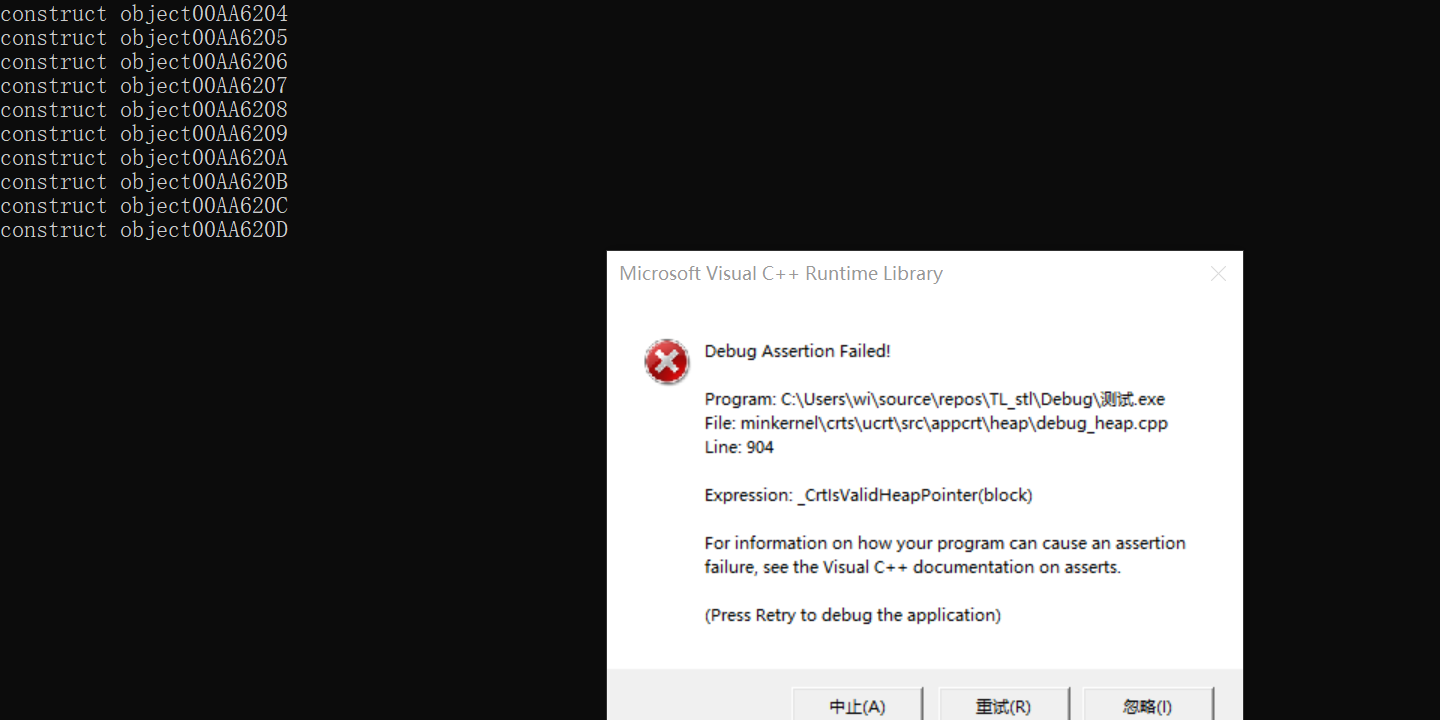 construct object00AA6204
construct object00AA6205
construct object00AA6206
construct object00AA6207
construct object00AA6208
construct object00AA6209
construct object00AA620A
construct object00AA620B
construct object00AA620C
construct object00AA620D
Microsoft Visual C++ Runtime Library
Debug Assertion Failed!
Program: C:\Users\wi\source\repos\TL_stl\Debug\测试.exe
File: minkernel\crts\ucrt\src\appcrt\heap\debug_heap.cpp
Line: 904
Expression: _CrtIsValidHeapPointer(block)
For information on how your program can cause an assertion
failure, see the Visual C++ documentation on asserts.
(Press Retry to debug the application)
中止(A) 重试(R) 忽略(I)